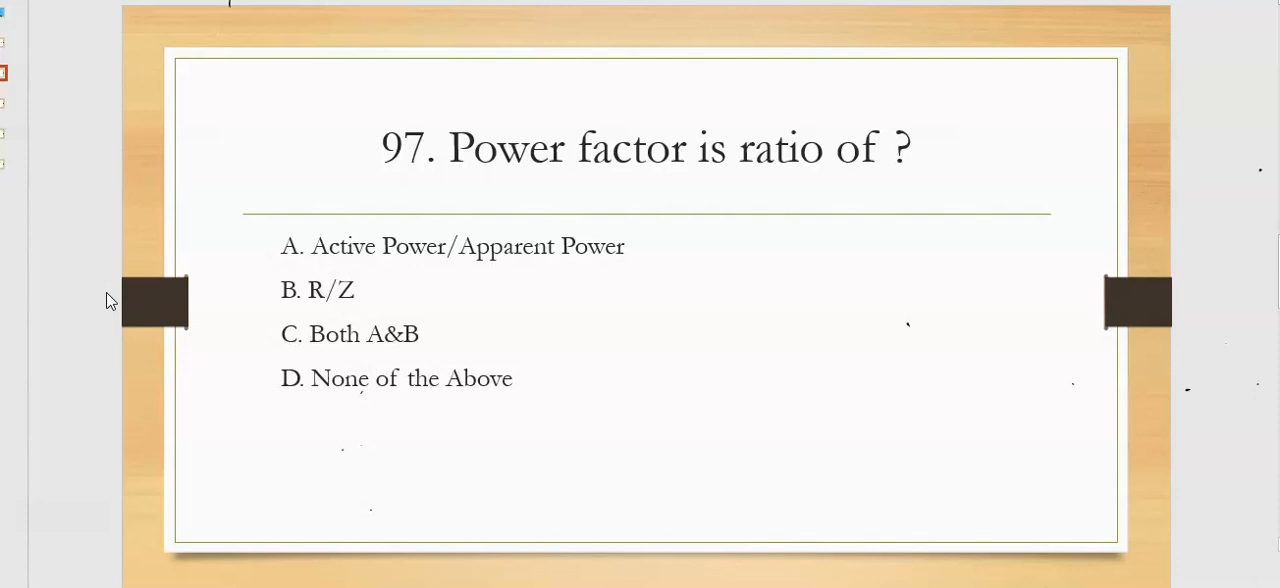 97. Power factor is ratio of ?
A. Active Power/Apparent Power
B. R/Z
C. Both A&B
D. None of the Above